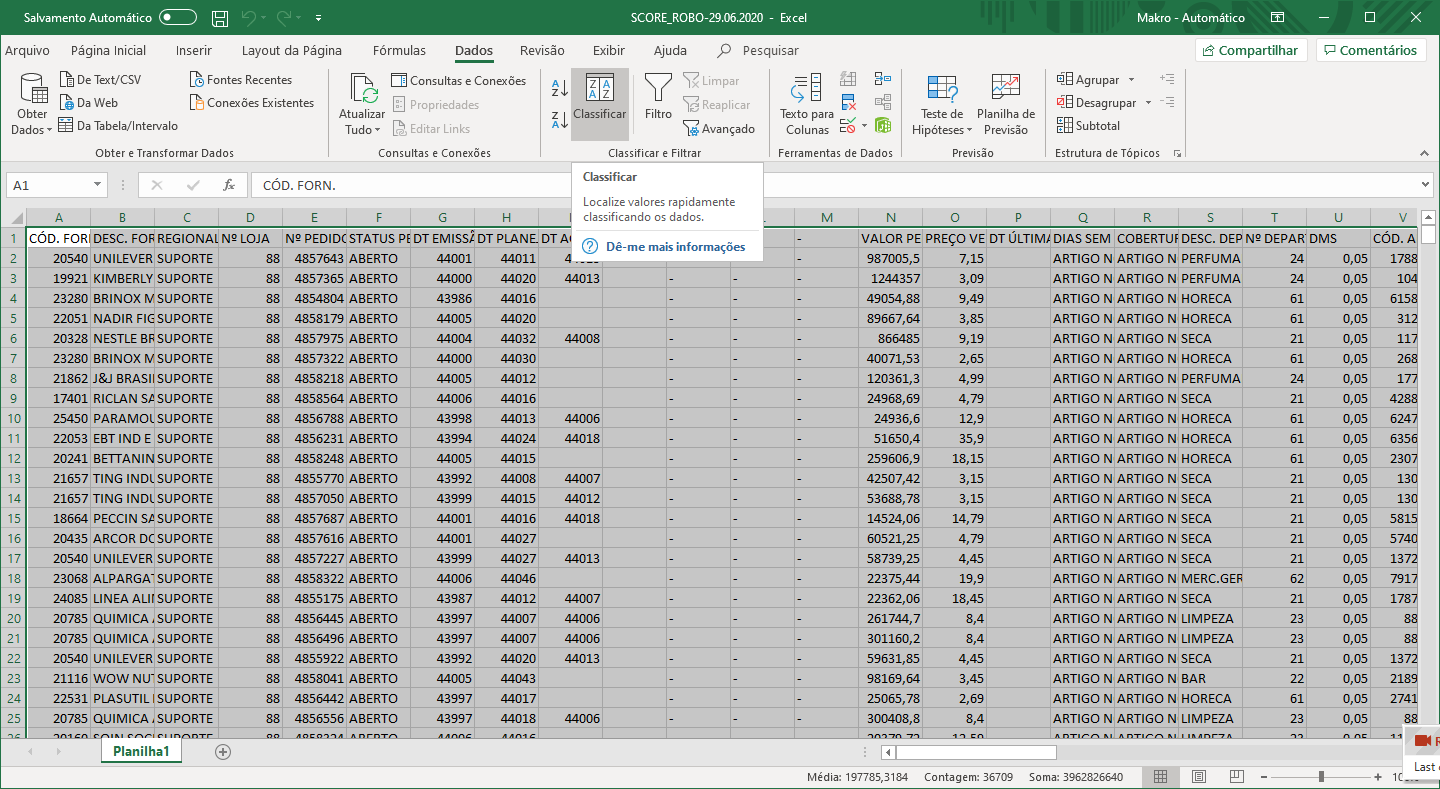 Salvamento Automático SCORE_ROBO-29.06.2020 - Excel Makro - Automático
Arquivo Página Inicial Inserir Layout da Página Fórmulas Dados Revisão Exibir Ajuda Pesquisar Compartilhar Comentários
Obter Dados
De Text/CSV
Da Web
Da Tabela/Intervalo
Fontes Recentes
Conexões Existentes
Obter e Transformar Dados
Atualizar Tudo
Consultas e Conexões
Propriedades
Editar Links
Consultas e Conexões
Classificar
Filtro
Limpar
Reaplicar
Avançado
Classificar e Filtrar
Texto para Colunas
Ferramentas de Dados
Teste de Hipóteses
Planilha de Previsão
Previsão
Agrupar
Desagrupar
Subtotal
Estrutura de Tópicos
A1 fx CÓD. FORN.
Classificar
Localize valores rapidamente
classificando os dados.
Dê-me mais informações
A B C D E F G H M N O P Q R S T U V
1 CÓD. FOR DESC. FOR REGIONAL Nº LOJA Nº PEDIDO STATUS PE DT EMISSÃ DT PLANE. DT A - VALOR PE PREÇO VE DT ÚLTIMA DIAS SEM COBERTUR DESC. DEP Nº DEPAR DMS CÓD. A
2 20540 UNILEVER SUPORTE 88 4857643 ABERTO 44001 44011 - - - 987005,5 7,15 ARTIGO N ARTIGO N PERFUMA 24 0,05 1788
3 19921 KIMBERLY SUPORTE 88 4857365 ABERTO 44000 44020 44013 - - - 1244357 3,09 ARTIGO N ARTIGO N PERFUMA 24 0,05 104
4 23280 BRINOX M SUPORTE 88 4854804 ABERTO 43986 44016 - - - 49054,88 9,49 ARTIGO N ARTIGO N HORECA 61 0,05 6158
5 22051 NADIR FIG SUPORTE 88 4858179 ABERTO 44005 44020 - - - 89667,64 3,85 ARTIGO N ARTIGO N HORECA 61 0,05 312
6 20328 NESTLE BR SUPORTE 88 4857975 ABERTO 44004 44032 44008 - - - 866485 9,19 ARTIGO N ARTIGO N SECA 21 0,05 117
7 23280 BRINOX M SUPORTE 88 4857322 ABERTO 44000 44030 - - - 40071,53 2,65 ARTIGO N ARTIGO N HORECA 61 0,05 268
8 21862 J&J BRASI SUPORTE 88 4858218 ABERTO 44005 44012 - - - 120361,3 4,99 ARTIGO N ARTIGO N PERFUMA 24 0,05 177
9 17401 RICLAN SA SUPORTE 88 4858564 ABERTO 44006 44016 - - - 24968,69 4,79 ARTIGO N ARTIGO N SECA 21 0,05 4288
10 25450 PARAMOU SUPORTE 88 4856788 ABERTO 43998 44013 44006 - - - 24936,6 12,9 ARTIGO N ARTIGO N HORECA 61 0,05 6247
11 22053 EBT IND E SUPORTE 88 4856231 ABERTO 43994 44024 44018 - - - 51650,4 35,9 ARTIGO N ARTIGO N HORECA 61 0,05 6356
12 20241 BETTANIN SUPORTE 88 4858248 ABERTO 44005 44015 - - - 259606,9 18,15 ARTIGO N ARTIGO N HORECA 61 0,05 2307
13 21657 TING INDU SUPORTE 88 4855770 ABERTO 43992 44008 44007 - - - 42507,42 3,15 ARTIGO N ARTIGO N SECA 21 0,05 130
14 21657 TING INDU SUPORTE 88 4857050 ABERTO 43999 44015 44012 - - - 53688,78 3,15 ARTIGO N ARTIGO N SECA 21 0,05 130
15 18664 PECCIN SA SUPORTE 88 4857687 ABERTO 44001 44016 44018 - - - 14524,06 14,79 ARTIGO N ARTIGO N SECA 21 0,05 5815
16 20435 ARCOR DO SUPORTE 88 4857616 ABERTO 44001 44027 - - - 60521,25 4,79 ARTIGO N ARTIGO N SECA 21 0,05 5740
17 20540 UNILEVER SUPORTE 88 4857227 ABERTO 43999 44027 44013 - - - 58739,25 4,45 ARTIGO N ARTIGO N SECA 21 0,05 1372
18 23068 ALPARGAT SUPORTE 88 4858322 ABERTO 44006 44046 - - - 22375,44 19,9 ARTIGO N ARTIGO N MERC.GER 62 0,05 7917
19 24085 LINEA ALI SUPORTE 88 4855175 ABERTO 43987 44012 44007 - - - 22362,06 18,45 ARTIGO N ARTIGO N SECA 21 0,05 1787
20 20785 QUIMICA SUPORTE 88 4856445 ABERTO 43997 44007 44006 - - - 261744,7 8,4 ARTIGO N ARTIGO N LIMPEZA 23 0,05 88
21 20785 QUIMICA SUPORTE 88 4856496 ABERTO 43997 44007 44006 - - - 301160,2 8,4 ARTIGO N ARTIGO N LIMPEZA 23 0,05 88
22 20540 UNILEVER SUPORTE 88 4855922 ABERTO 43992 44020 44013 - - - 59631,85 4,45 ARTIGO N ARTIGO N SECA 21 0,05 1372
23 21116 WOW NUT SUPORTE 88 4858041 ABERTO 44005 44043 - - - 98169,64 3,45 ARTIGO N ARTIGO N BAR 22 0,05 2189
24 22531 PLASUTIL SUPORTE 88 4856442 ABERTO 43997 44017 - - - 25065,78 2,69 ARTIGO N ARTIGO N HORECA 61 0,05 2741
25 20785 QUIMICA SUPORTE 88 4856556 ABERTO 43997 44018 44006 - - - 300408,8 8,4 ARTIGO N ARTIGO N LIMPEZA 23 0,05 88
Planilha1
Last
Média: 197785,3184 Contagem: 36709 Soma: 3962826640